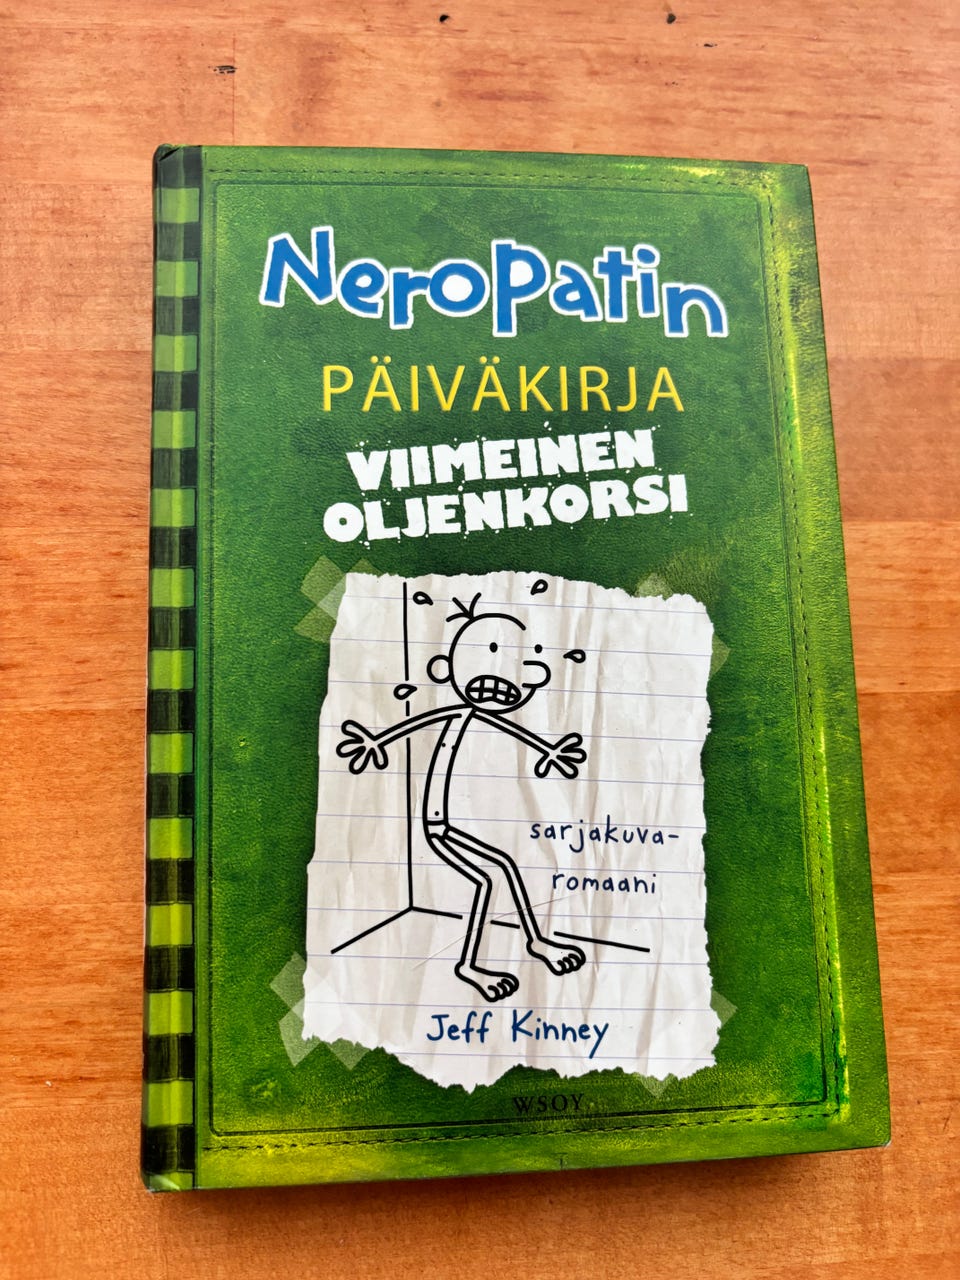 Neropatin
PÄIVÄKIRJA
VIIMEINEN
OLJENKORSI
sarjakuva-
romaani
Jeff Kinney
WSOY